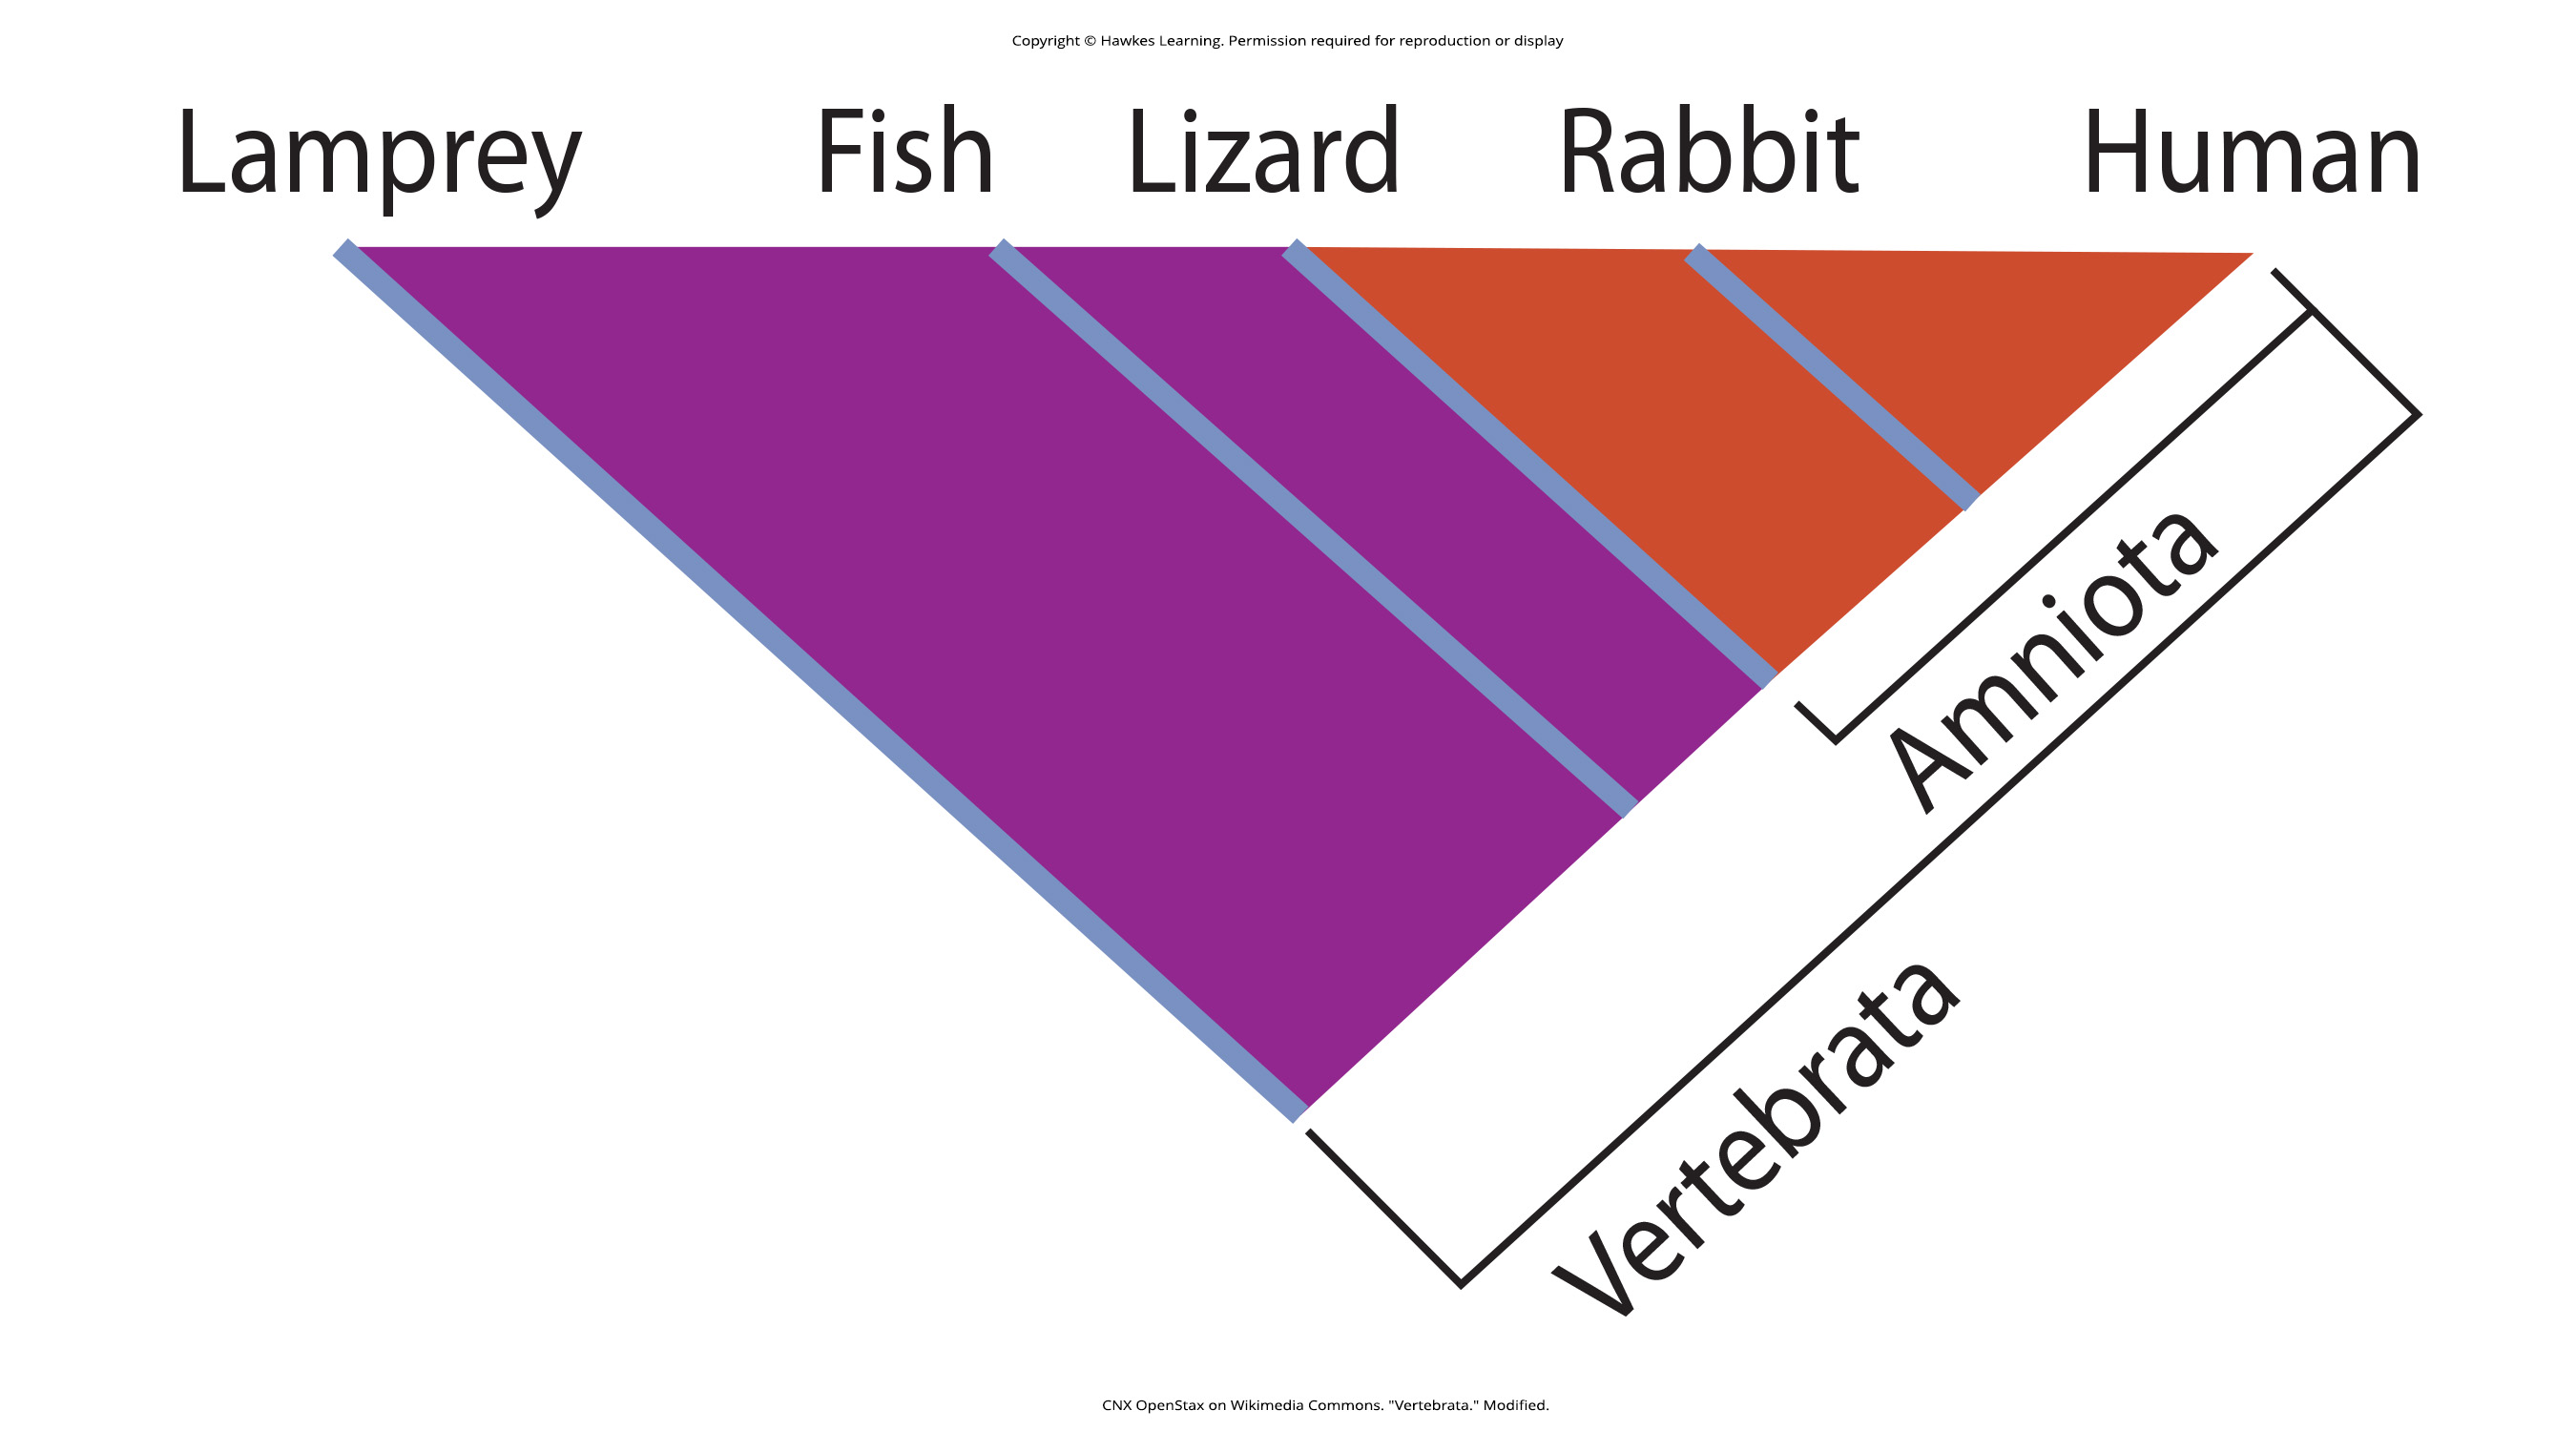 Copyright © Hawkes Learning. Permission required for reproduction or display
Lamprey Fish Lizard Rabbit Human
Amniota
Vertebrata
CNX OpenStax on Wikimedia Commons. "Vertebrata." Modified.